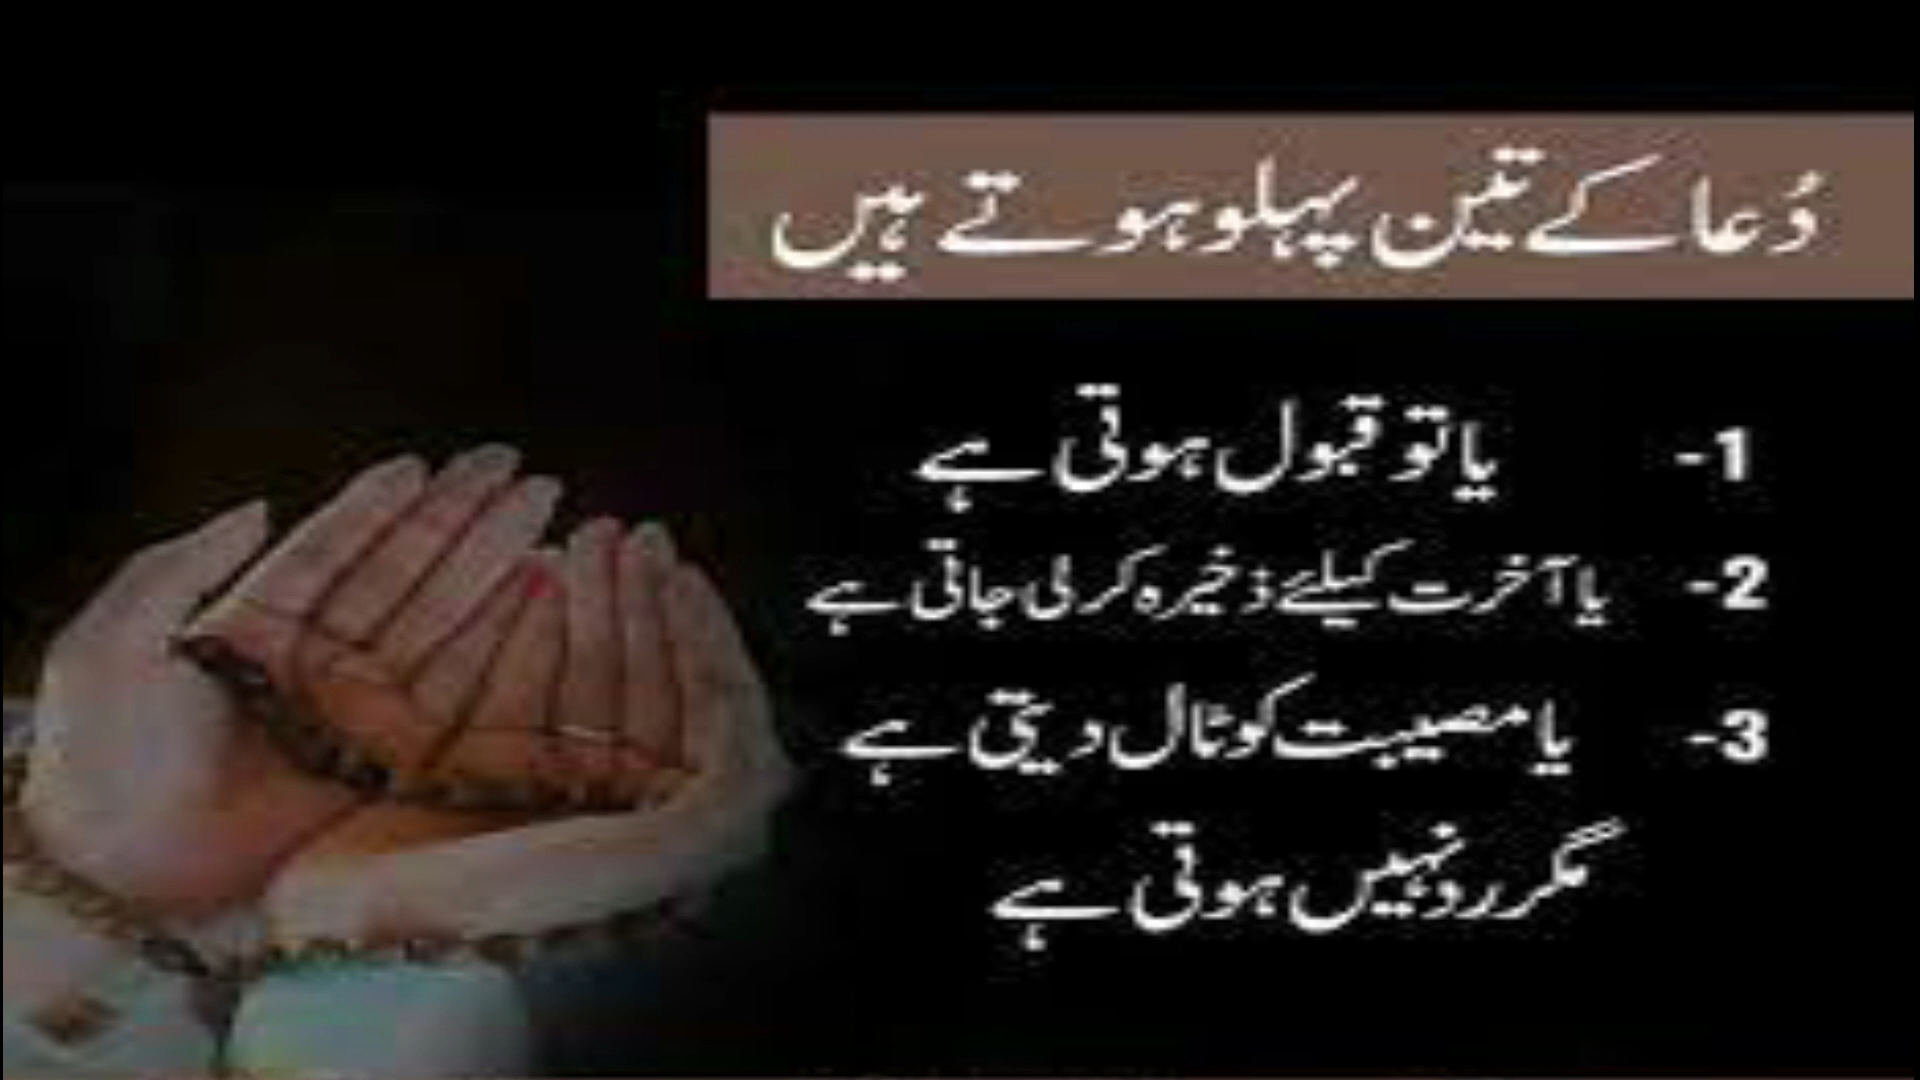 دُعا کے تین پہلو ہوتے ہیں
1- یا تو قبول ہوتی ہے
2- یا آخرت کیلئے ذخیرہ کر لی جاتی ہے
3- یا مصیبت کو ٹال دیتی ہے
مگر رد نہیں ہوتی ہے